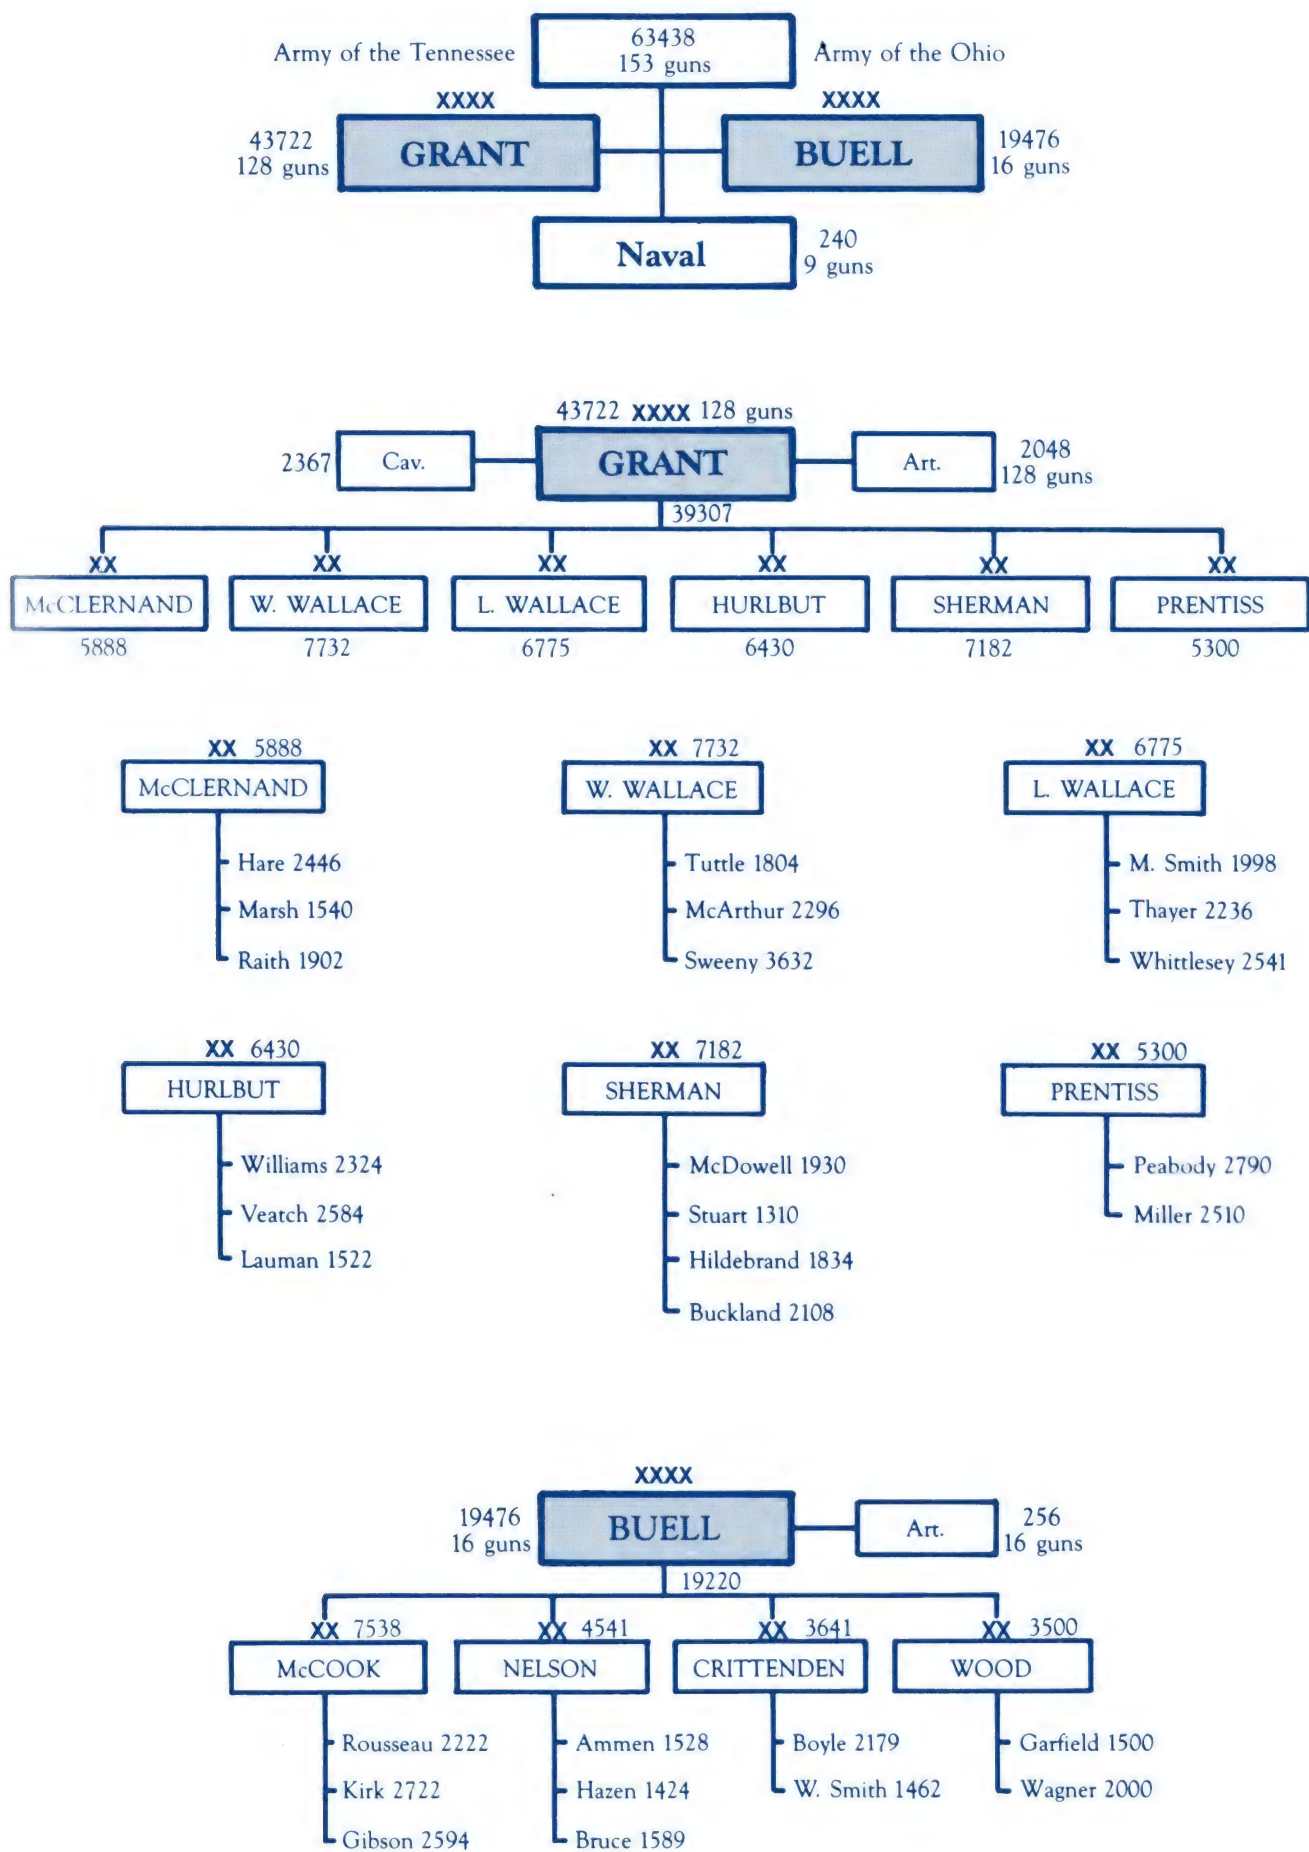 63438
153 guns
Army of the Tennessee
Army of the Ohio
XXXX
XXXX
43722
128 guns
GRANT
BUELL
19476
16 guns
Naval
240
9 guns
43722 XXXX 128 guns
2367
Cav.
GRANT
Art.
2048
128 guns
39307
XX
XX
XX
XX
XX
XX
McCLERNAND
W. WALLACE
L. WALLACE
HURLBUT
SHERMAN
PRENTISS
5888
7732
6775
6430
7182
5300
XX 5888
McCLERNAND
Hare 2446
Marsh 1540
Raith 1902
XX 7732
W. WALLACE
Tuttle 1804
McArthur 2296
Sweeny 3632
XX 6775
L. WALLACE
M. Smith 1998
Thayer 2236
Whittlesey 2541
XX 6430
HURLBUT
Williams 2324
Veatch 2584
Lauman 1522
XX 7182
SHERMAN
McDowell 1930
Stuart 1310
Hildebrand 1834
Buckland 2108
XX 5300
PRENTISS
Peabody 2790
Miller 2510
XXXX
19476
16 guns
BUELL
Art.
256
16 guns
19220
XX 7538
McCOOK
Rousseau 2222
Kirk 2722
Gibson 2594
XX 4541
NELSON
Ammen 1528
Hazen 1424
Bruce 1589
XX 3641
CRITTENDEN
Boyle 2179
W. Smith 1462
XX 3500
WOOD
Garfield 1500
Wagner 2000